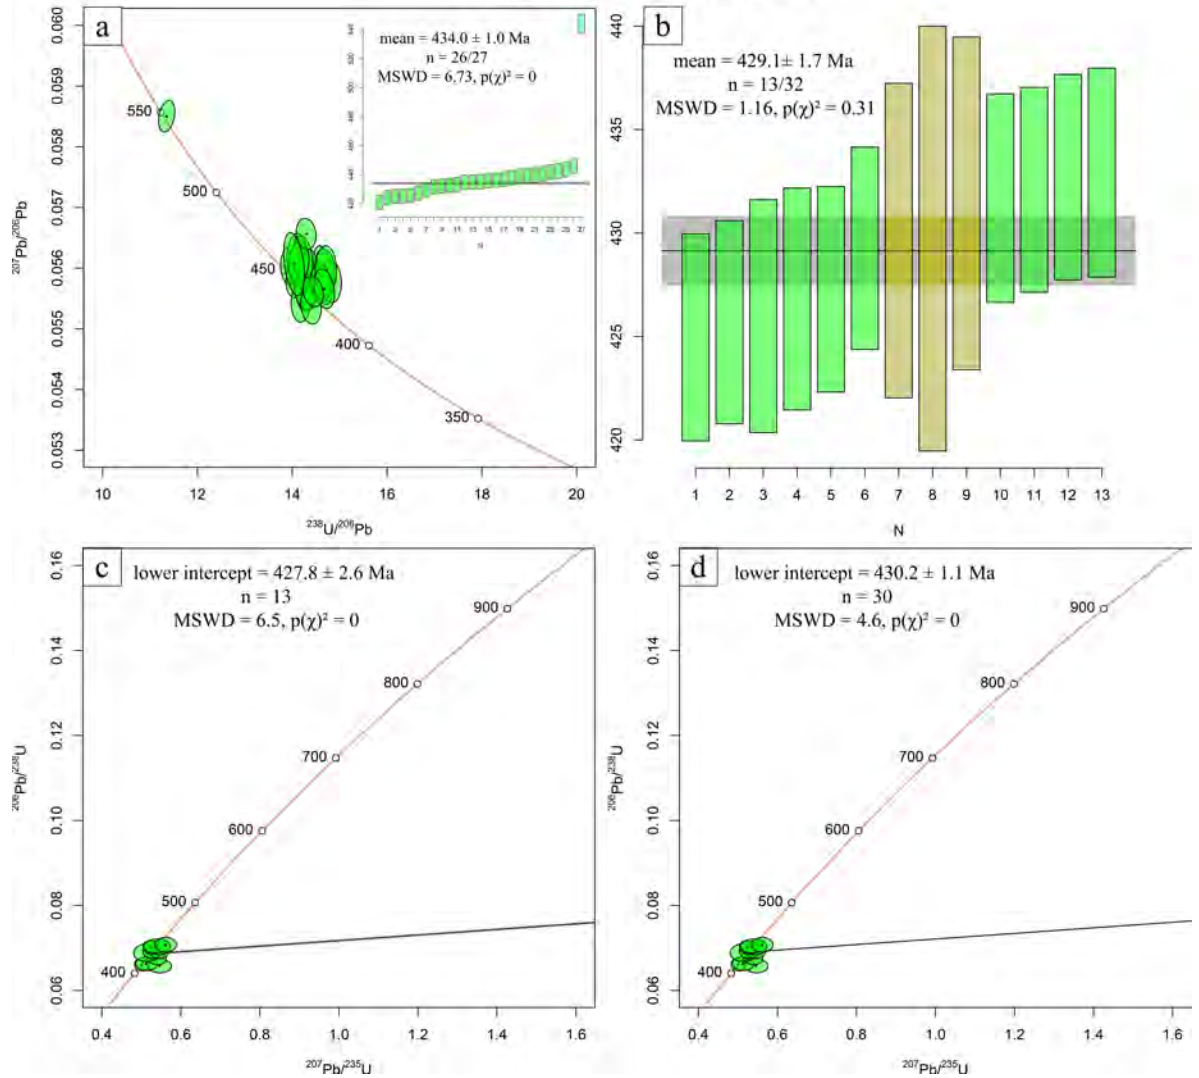 a
mean = 434.0 ± 1.0 Ma
n = 26/27
MSWD = 6.73, p(χ)² = 0
0.053 0.054 0.055 0.056 0.057 0.058 0.059 0.060
²⁰⁷Pb/²⁰⁶Pb
550
500
450
400
350
10 12 14 16 18 20
²³⁸U/²⁰⁶Pb
b
mean = 429.1± 1.7 Ma
n = 13/32
MSWD = 1.16, p(χ)² = 0.31
420 425 430 435 440
1 2 3 4 5 6 7 8 9 10 11 12 13
N
c
lower intercept = 427.8 ± 2.6 Ma
n = 13
MSWD = 6.5, p(χ)² = 0
0.06 0.08 0.10 0.12 0.14 0.16
²⁰⁶Pb/²³⁸U
900
800
700
600
500
400
0.4 0.6 0.8 1.0 1.2 1.4 1.6
²⁰⁷Pb/²³⁵U
d
lower intercept = 430.2 ± 1.1 Ma
n = 30
MSWD = 4.6, p(χ)² = 0
0.06 0.08 0.10 0.12 0.14 0.16
²⁰⁶Pb/²³⁸U
900
800
700
600
500
400
0.4 0.6 0.8 1.0 1.2 1.4 1.6
²⁰⁷Pb/²³⁵U